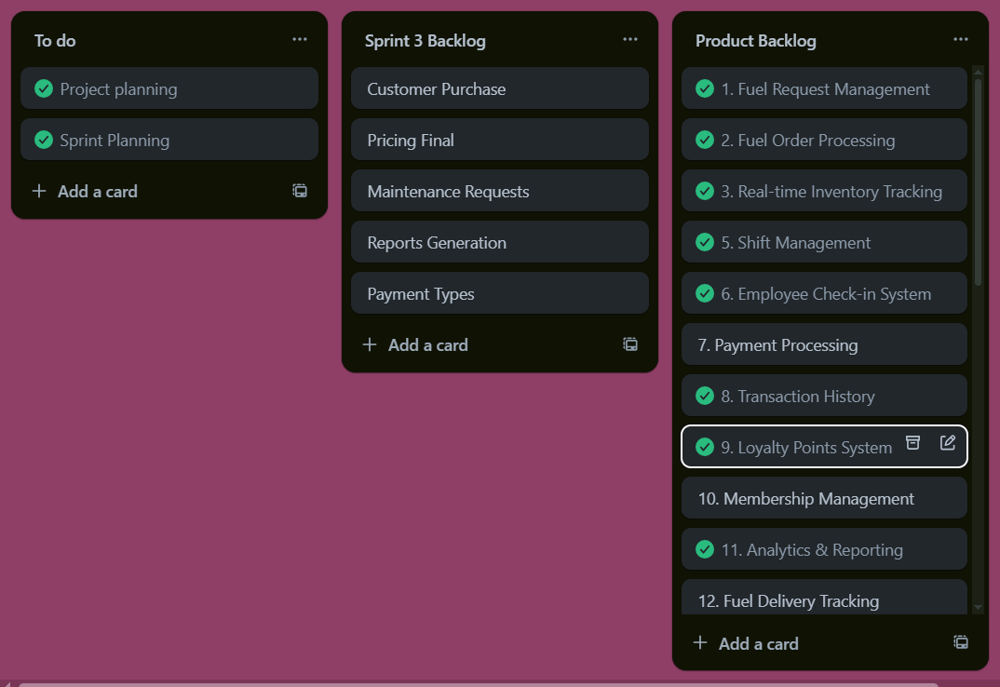 To do
Project planning
Sprint Planning
Add a card
Sprint 3 Backlog
Customer Purchase
Pricing Final
Maintenance Requests
Reports Generation
Payment Types
Add a card
Product Backlog
1. Fuel Request Management
2. Fuel Order Processing
3. Real-time Inventory Tracking
5. Shift Management
6. Employee Check-in System
7. Payment Processing
8. Transaction History
9. Loyalty Points System
10. Membership Management
11. Analytics & Reporting
12. Fuel Delivery Tracking
Add a card